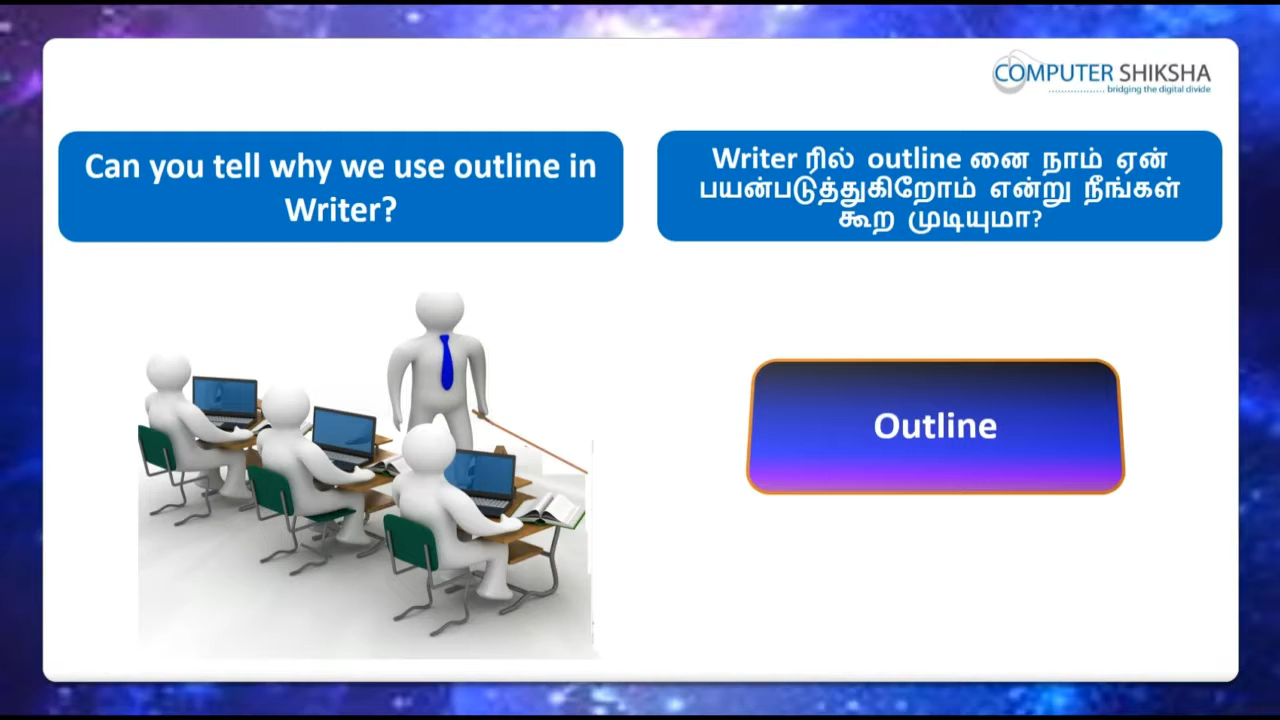 COMPUTER SHIKSHA
bridging the digital divide
Can you tell why we use outline in
Writer?
Writer ரில் outline னை நாம் ஏன்
பயன்படுத்துகிறோம் என்று நீங்கள்
கூற முடியுமா?
Outline